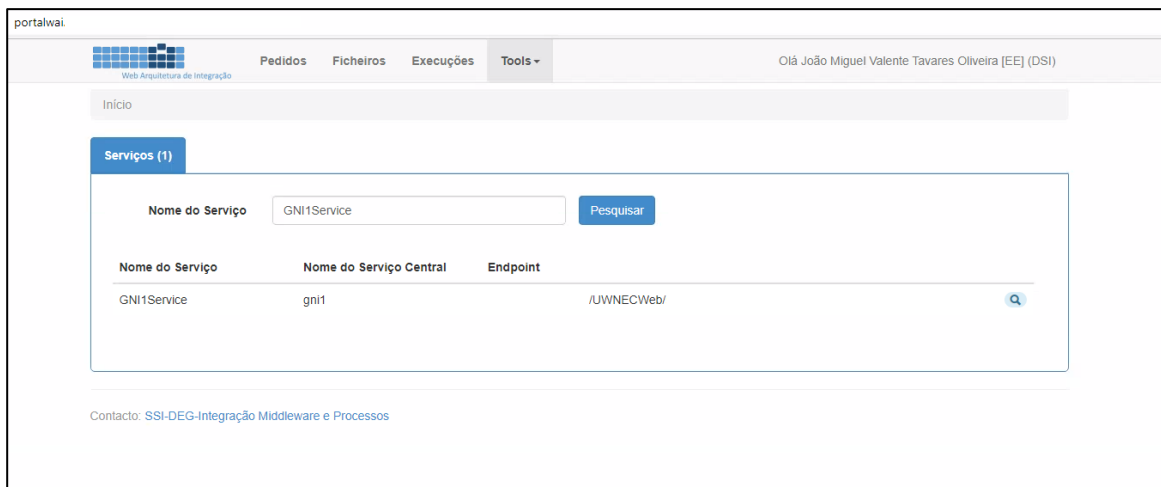 portalwai.
Web Arquitetura de Integração
Pedidos Ficheiros Execuções Tools Olá João Miguel Valente Tavares Oliveira [EE] (DSI)
Início
Serviços (1)
Nome do Serviço GNI1Service Pesquisar
Nome do Serviço Nome do Serviço Central Endpoint
GNI1Service gni1 /UWNECWeb/
Contacto: SSI-DEG-Integração Middleware e Processos